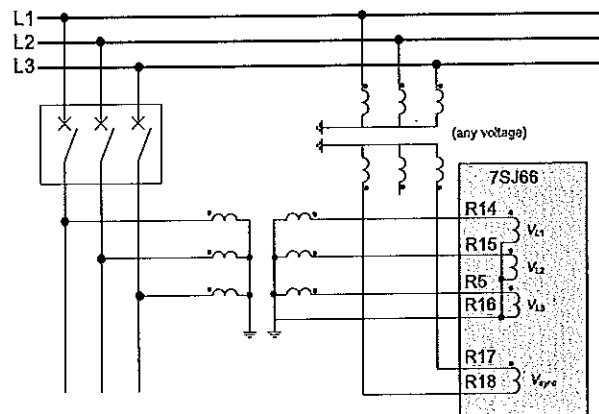 L1
L2
L3
(any voltage)
7SJ66
R14
VL1
R15
VL2
R5
R16
VL3
R17
R18
Vsync